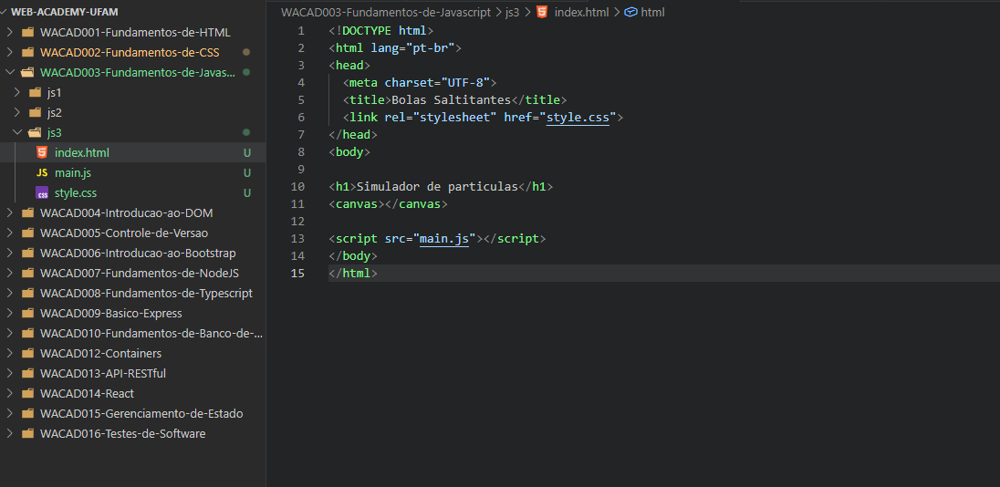 WEB-ACADEMY-UFAM
WACAD001-Fundamentos-de-HTML
WACAD002-Fundamentos-de-CSS
WACAD003-Fundamentos-de-Javas...
js1
js2
js3
index.html U
JS main.js U
css style.css U
WACAD004-Introducao-ao-DOM
WACAD005-Controle-de-Versao
WACAD006-Introducao-ao-Bootstrap
WACAD007-Fundamentos-de-NodeJS
WACAD008-Fundamentos-de-Typescript
WACAD009-Basico-Express
WACAD010-Fundamentos-de-Banco-de-...
WACAD012-Containers
WACAD013-API-RESTful
WACAD014-React
WACAD015-Gerenciamento-de-Estado
WACAD016-Testes-de-Software
WACAD003-Fundamentos-de-Javascript > js3 > index.html > html
1 <!DOCTYPE html>
2 <html lang="pt-br">
3 <head>
4 <meta charset="UTF-8">
5 <title>Bolas Saltitantes</title>
6 <link rel="stylesheet" href="style.css">
7 </head>
8 <body>
9
10 <h1>Simulador de particulas</h1>
11 <canvas></canvas>
12
13 <script src="main.js"></script>
14 </body>
15 </html>